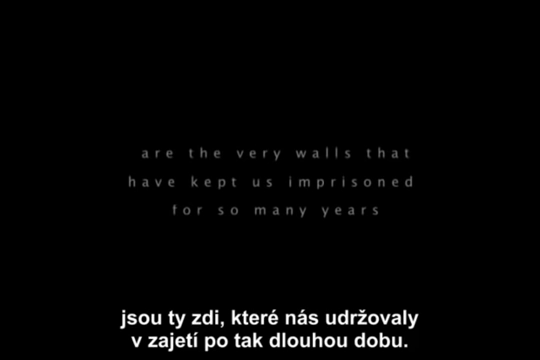 are the very walls that
have kept us imprisoned
for so many years
jsou ty zdi, které nás udržovaly
v zajetí po tak dlouhou dobu.